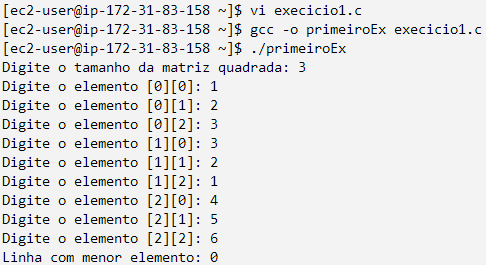 [ec2-user@ip-172-31-83-158 ~]$ vi execicio1.c
[ec2-user@ip-172-31-83-158 ~]$ gcc -o primeiroEx execicio1.c
[ec2-user@ip-172-31-83-158 ~]$ ./primeiroEx
Digite o tamanho da matriz quadrada: 3
Digite o elemento [0][0]: 1
Digite o elemento [0][1]: 2
Digite o elemento [0][2]: 3
Digite o elemento [1][0]: 3
Digite o elemento [1][1]: 2
Digite o elemento [1][2]: 1
Digite o elemento [2][0]: 4
Digite o elemento [2][1]: 5
Digite o elemento [2][2]: 6
Linha com menor elemento: 0